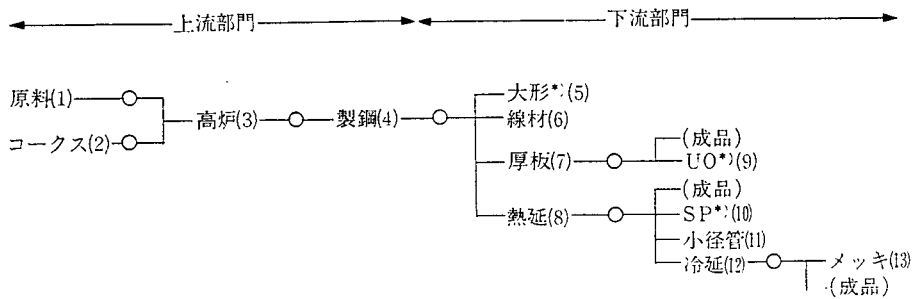 上流部門 下流部門
原料(1)
コークス(2)
高炉(3)
製鋼(4)
大形*)(5)
線材(6)
厚板(7)
(成品)
UO*)(9)
熱延(8)
(成品)
SP*)(10)
小径管(11)
冷延(12)
メッキ(13)
(成品)